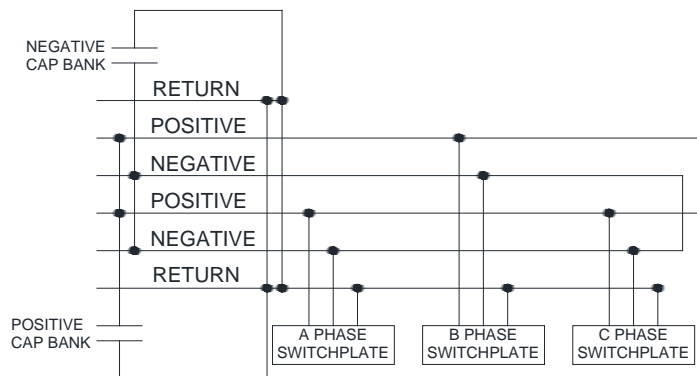 NEGATIVE
CAP BANK
RETURN
POSITIVE
NEGATIVE
POSITIVE
NEGATIVE
RETURN
POSITIVE
CAP BANK
A PHASE
SWITCHPLATE
B PHASE
SWITCHPLATE
C PHASE
SWITCHPLATE